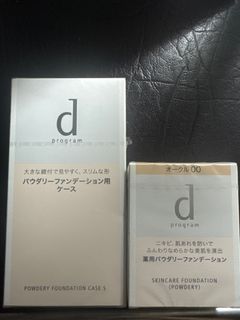 d
program
大きな鏡付で見やすく、スリムな形
パウダリーファンデーション用
ケース
POWDERY FOUNDATION CASE S
オークル00
d
program
ニキビ、肌あれを防いで
ふんわりなめらかな美肌を演出
薬用パウダリーファンデーション
SKINCARE FOUNDATION
(POWDERY)